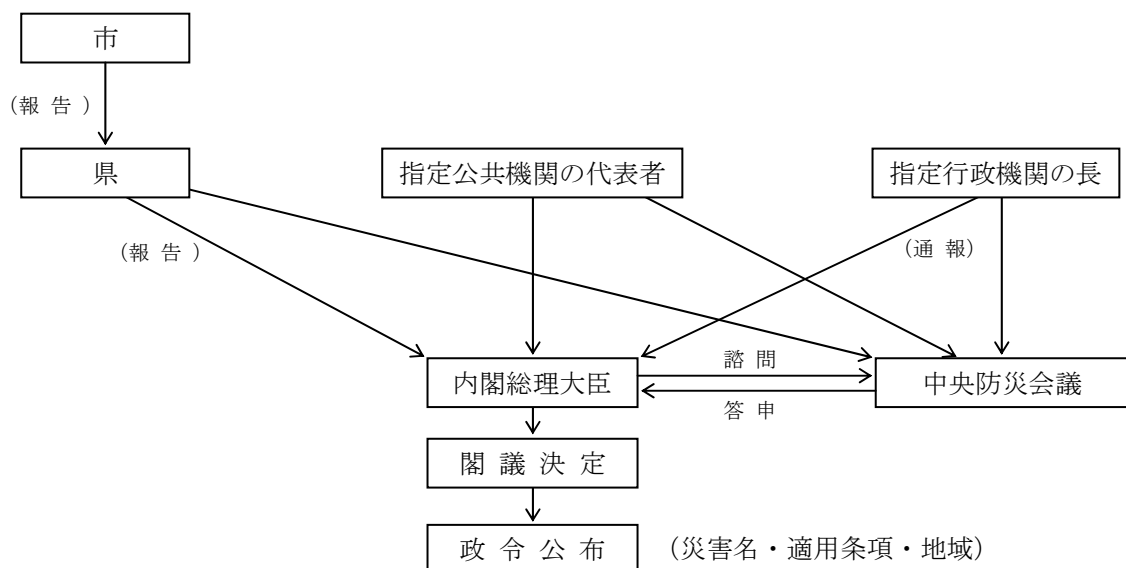 市
(報 告 )
県
指定公共機関の代表者
指定行政機関の長
(報 告 )
(通 報)
諮 問
内閣総理大臣
中央防災会議
答 申
閣 議 決 定
政 令 公 布
(災害名・適用条項・地域)